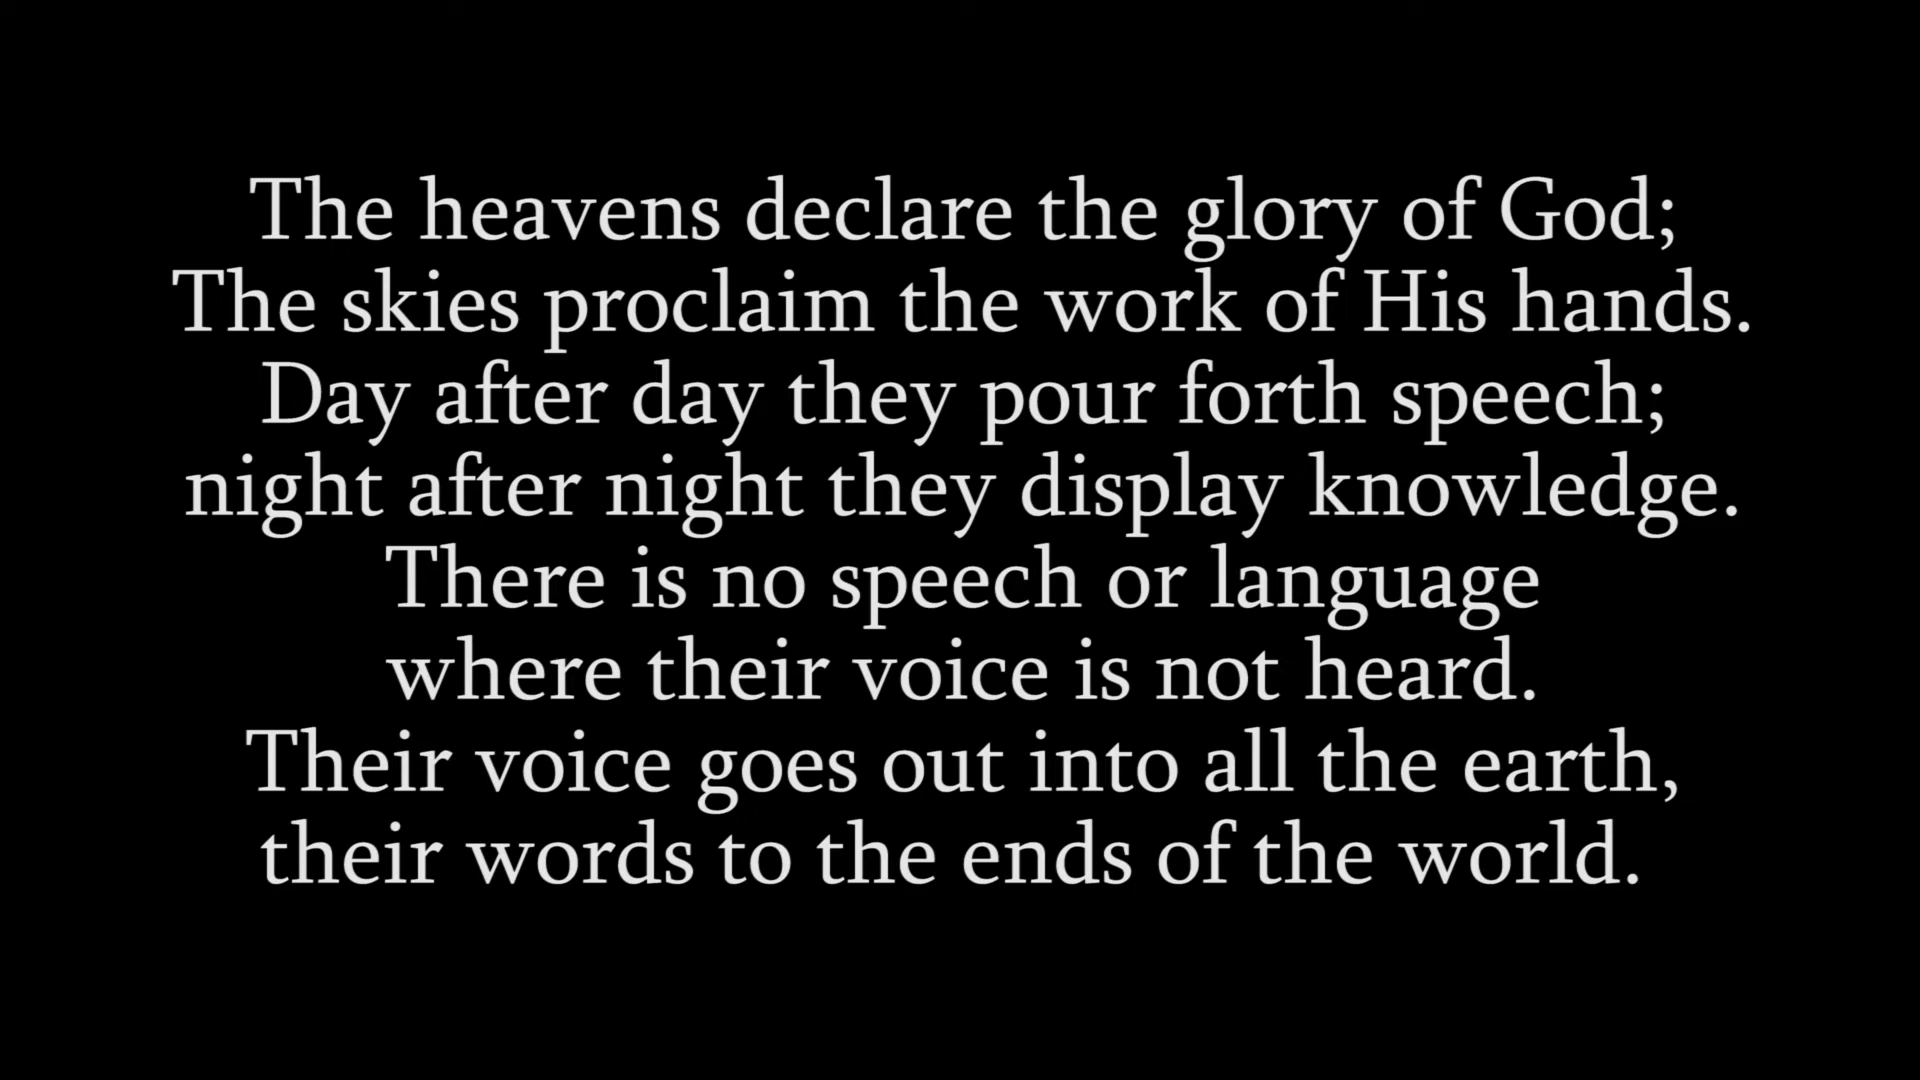 The heavens declare the glory of God;
The skies proclaim the work of His hands.
Day after day they pour forth speech;
night after night they display knowledge.
There is no speech or language
where their voice is not heard.
Their voice goes out into all the earth,
their words to the ends of the world.